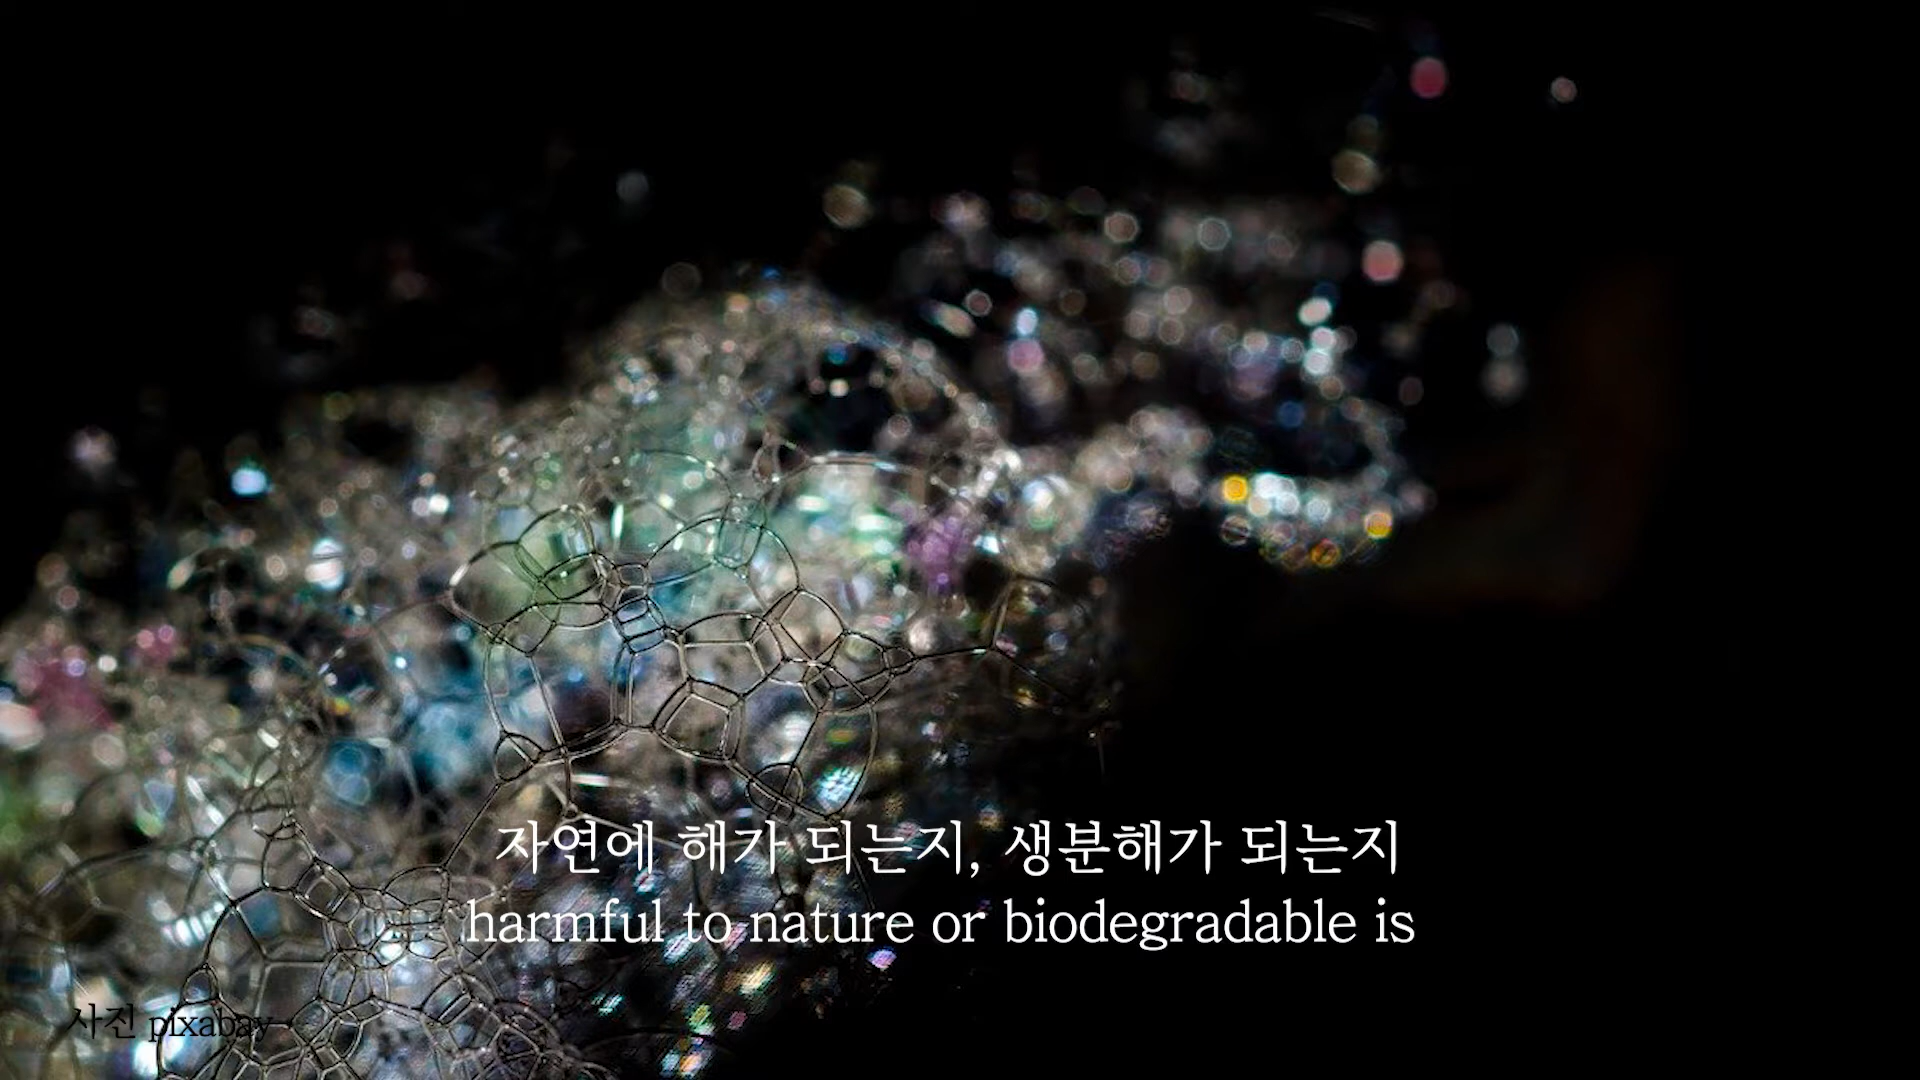 자연에 해가 되는지, 생분해가 되는지
harmful to nature or biodegradable is
사진 pixabay